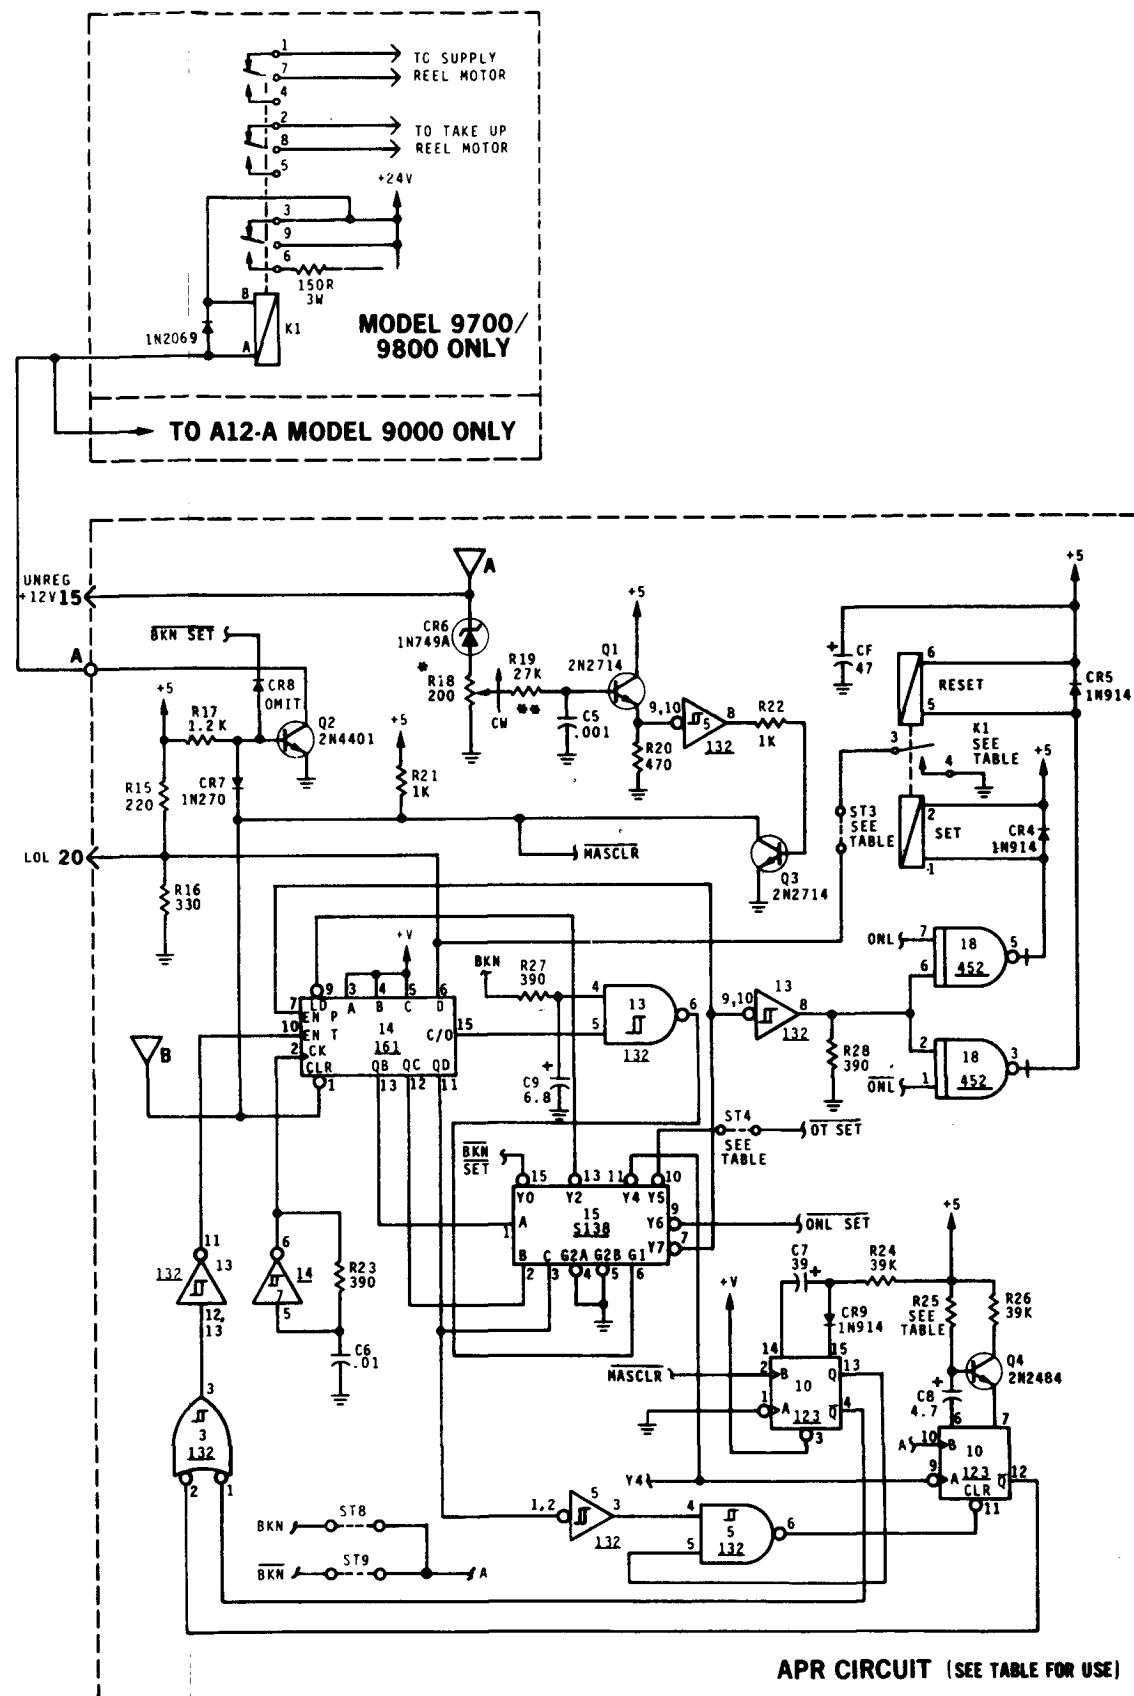 1
TC SUPPLY
7
REEL MOTOR
4
2
TO TAKE UP
8
REEL MOTOR
5
+24V
3
9
6
150R
3W
B
K1
1N2069
A
MODEL 9700/
9800 ONLY
TO A12-A MODEL 9000 ONLY
UNREG
+12V 15
A
A
BKN SET
CR6
1N749A
*
R18
200
CW
R19
27K
**
C5
.001
Q1
2N2714
+5
9,10
5
8
132
R20
470
R22
1K
+5
CF
47
6
RESET
5
CR5
1N914
3
K1
SEE
TABLE
4
+5
2
SET
1
CR4
1N914
ST3
SEE
TABLE
+5
R17
1.2K
CR8
OMIT
Q2
2N4401
R15
220
CR7
1N270
+5
R21
1K
MASCLR
Q3
2N2714
LOL 20
R16
330
+V
BKN
R27
390
4
13
6
5
132
C9
6.8
9,10
13
8
132
R28
390
ONL
7
18
5
6
452
2
18
3
1
452
ONL
7
9
3
4
5
6
EN P
LD
A
B
C
D
10
EN T
14
C/O
15
2
CK
161
CLR
QB
QC
QD
1
13
12
11
B
BKN
SET
15
13
11
10
Y0
Y2
Y4
Y5
15
Y6
9
A
S138
1
Y7
7
B
C
G2A
G2B
G1
2
3
4
5
6
ST4
SEE
TABLE
OT SET
ONL SET
11
132
13
12,
13
6
14
7
5
R23
390
C6
.01
+V
C7
39
R24
39K
CR9
1N914
+5
R25
SEE
TABLE
R26
39K
Q4
2N2484
C8
4.7
MASCLR
14
15
2
B
Q
13
10
1
A
Q
4
123
3
6
7
A
10
B
10
9
A
123
Q
12
CLR
11
Y4
3
3
132
2
1
1,2
5
3
132
4
5
6
5
132
BKN
ST8
BKN
ST9
A
APR CIRCUIT (SEE TABLE FOR USE)